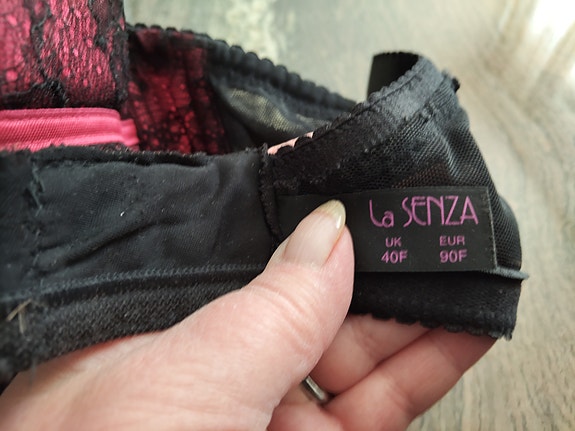 La SENZA
UK EUR
40F 90F